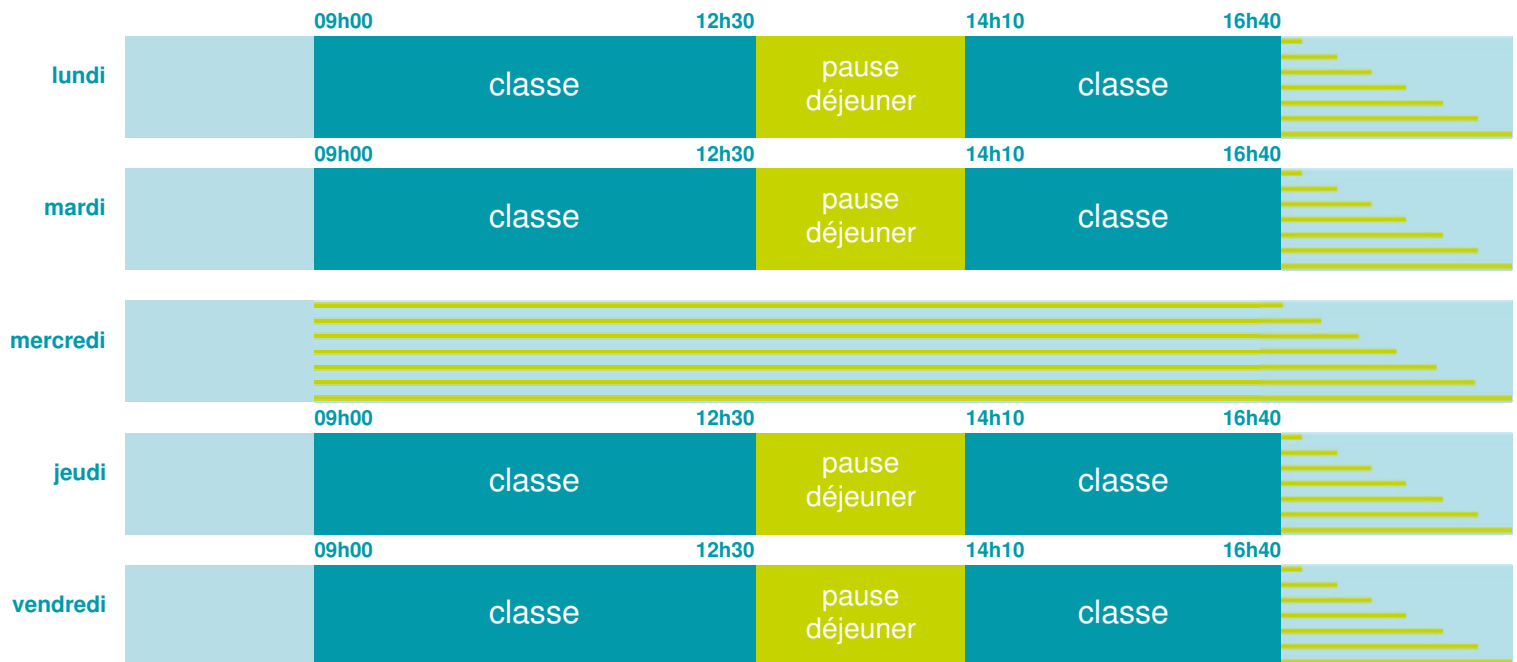 09h00 12h30 14h10 16h40
lundi classe pause déjeuner classe
09h00 12h30 14h10 16h40
mardi classe pause déjeuner classe
mercredi
09h00 12h30 14h10 16h40
jeudi classe pause déjeuner classe
09h00 12h30 14h10 16h40
vendredi classe pause déjeuner classe